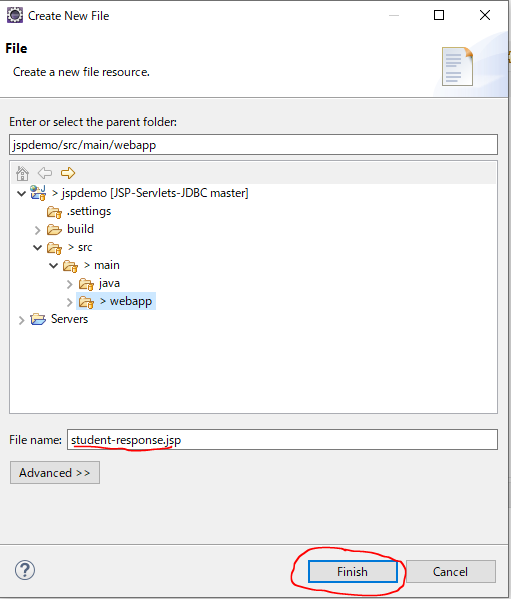 Create New File
File
Create a new file resource.
Enter or select the parent folder:
jspdemo/src/main/webapp
> jspdemo [JSP-Servlets-JDBC master]
.settings
build
> src
> main
java
> webapp
Servers
File name: student-response.jsp
Advanced >>
? Finish Cancel